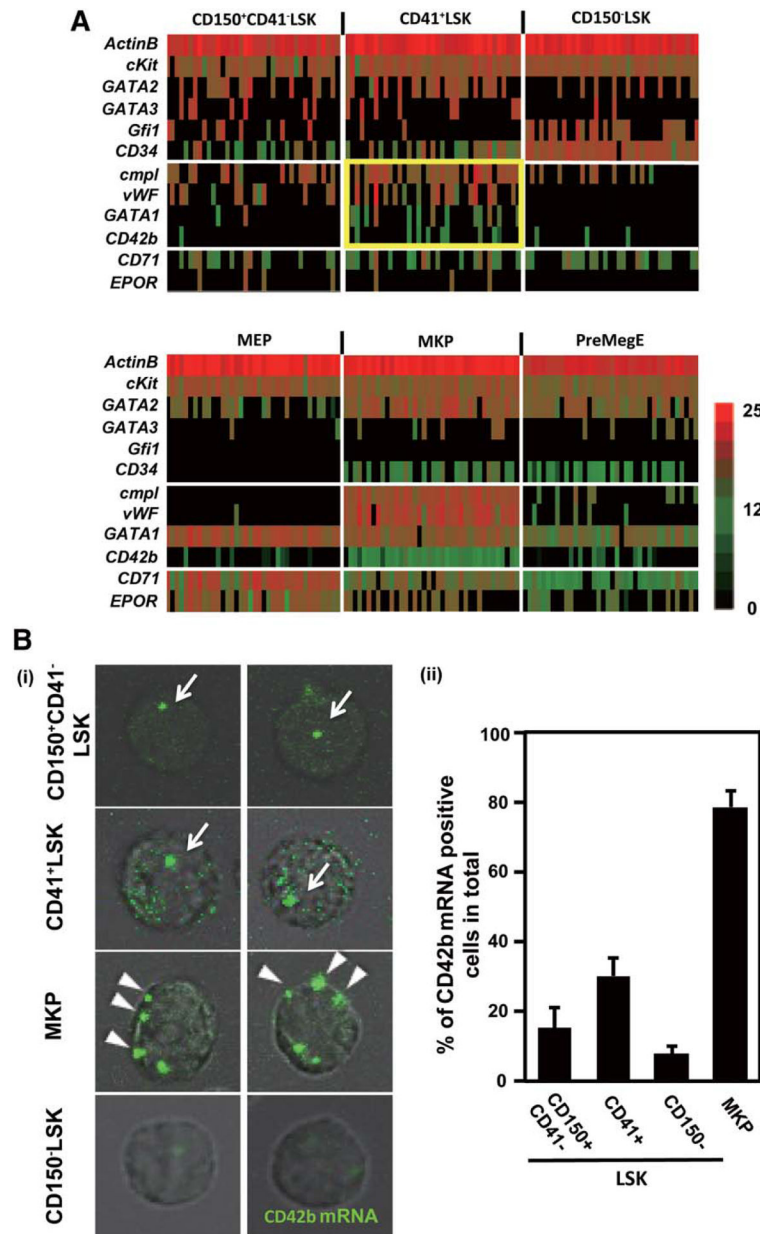 A
CD150+CD41-LSK CD41+LSK CD150-LSK
ActinB
cKit
GATA2
GATA3
Gfi1
CD34
cmpl
vWF
GATA1
CD42b
CD71
EPOR
MEP MKP PreMegE
ActinB
cKit
GATA2
GATA3
Gfi1
CD34
cmpl
vWF
GATA1
CD42b
CD71
EPOR
25
12
0
B
(i)
CD150+CD41-
LSK
CD41+LSK
MKP
CD150-LSK
CD42b mRNA
(ii)
% of CD42b mRNA positive
cells in total
100
80
60
40
20
0
CD150+
CD41-
CD41+
CD150-
MKP
LSK